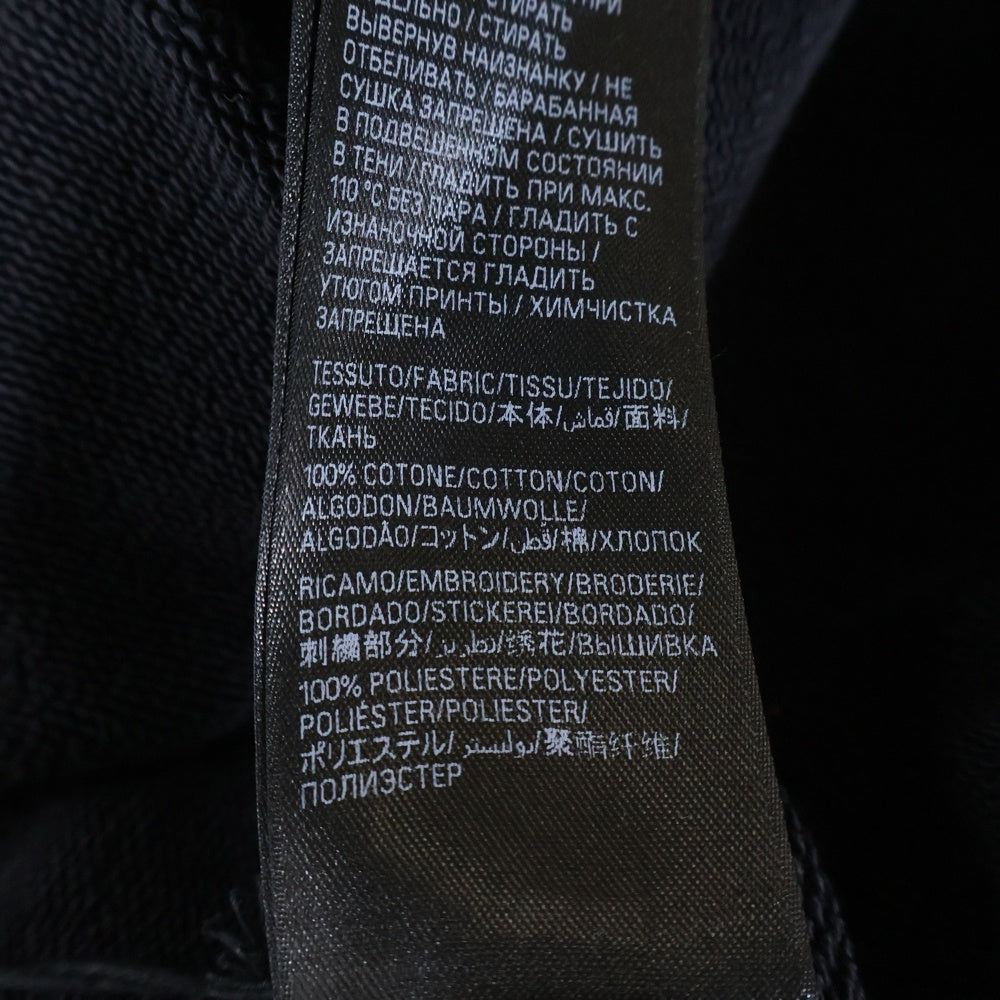 СТИРАТЬ ПРИ
ОТДЕЛЬНО / СТИРАТЬ
ВЫВЕРНУВ НАИЗНАНКУ / НЕ
ОТБЕЛИВАТЬ / БАРАБАННАЯ
СУШКА ЗАПРЕЩЕНА / СУШИТЬ
В ПОДВЕШЕННОМ СОСТОЯНИИ
В ТЕНИ / ГЛАДИТЬ ПРИ МАКС.
110 °C БЕЗ ПАРА / ГЛАДИТЬ С
ИЗНАНОЧНОЙ СТОРОНЫ /
ЗАПРЕЩАЕТСЯ ГЛАДИТЬ
УТЮГОМ ПРИНТЫ / ХИМЧИСТКА
ЗАПРЕЩЕНА
TESSUTO/FABRIC/TISSU/TEJIDO/
GEWEBE/TECIDO/本体/قماش/面料/
ТКАНЬ
100% COTONE/COTTON/COTON/
ALGODON/BAUMWOLLE/
ALGODÃO/コットン/قطن/棉/ХЛОПОК
RICAMO/EMBROIDERY/BRODERIE/
BORDADO/STICKEREI/BORDADO/
刺繍部分/تطريز/绣花/ВЫШИВКА
100% POLIESTERE/POLYESTER/
POLIÉSTER/POLIESTER/
ポリエステル/بوليستر/聚酯纤维/
ПОЛИЭСТЕР